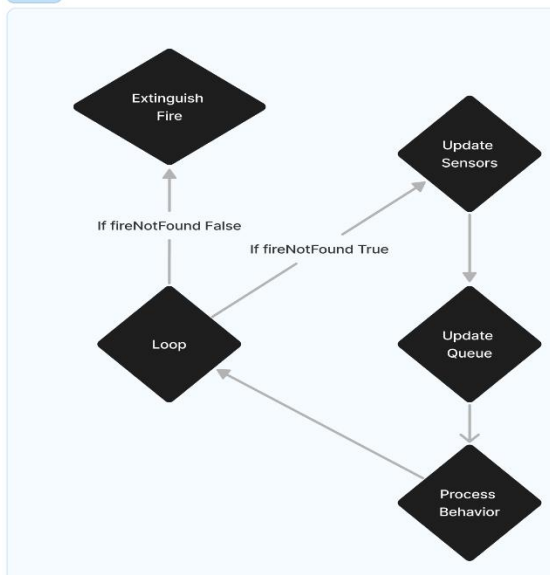 Extinguish
Fire
Update
Sensors
If fireNotFound False
If fireNotFound True
Loop
Update
Queue
Process
Behavior